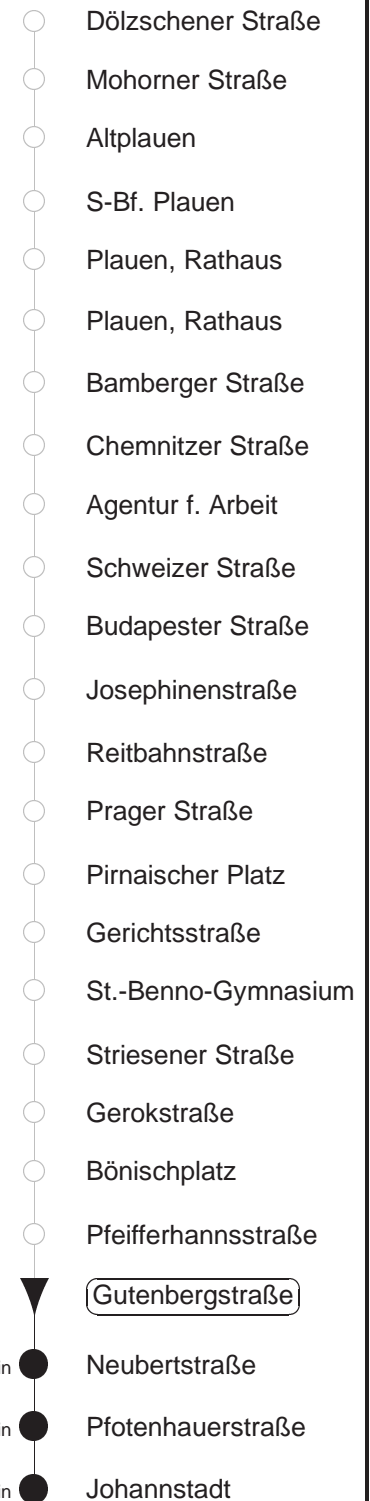 Dölzschener Straße
Mohorner Straße
Altplauen
S-Bf. Plauen
Plauen, Rathaus
Plauen, Rathaus
Bamberger Straße
Chemnitzer Straße
Agentur f. Arbeit
Schweizer Straße
Budapester Straße
Josephinenstraße
Reitbahnstraße
Prager Straße
Pirnaischer Platz
Gerichtsstraße
St.-Benno-Gymnasium
Striesener Straße
Gerokstraße
Bönischplatz
Pfeifferhannsstraße
Gutenbergstraße
Neubertstraße
Pfotenhauerstraße
Johannstadt